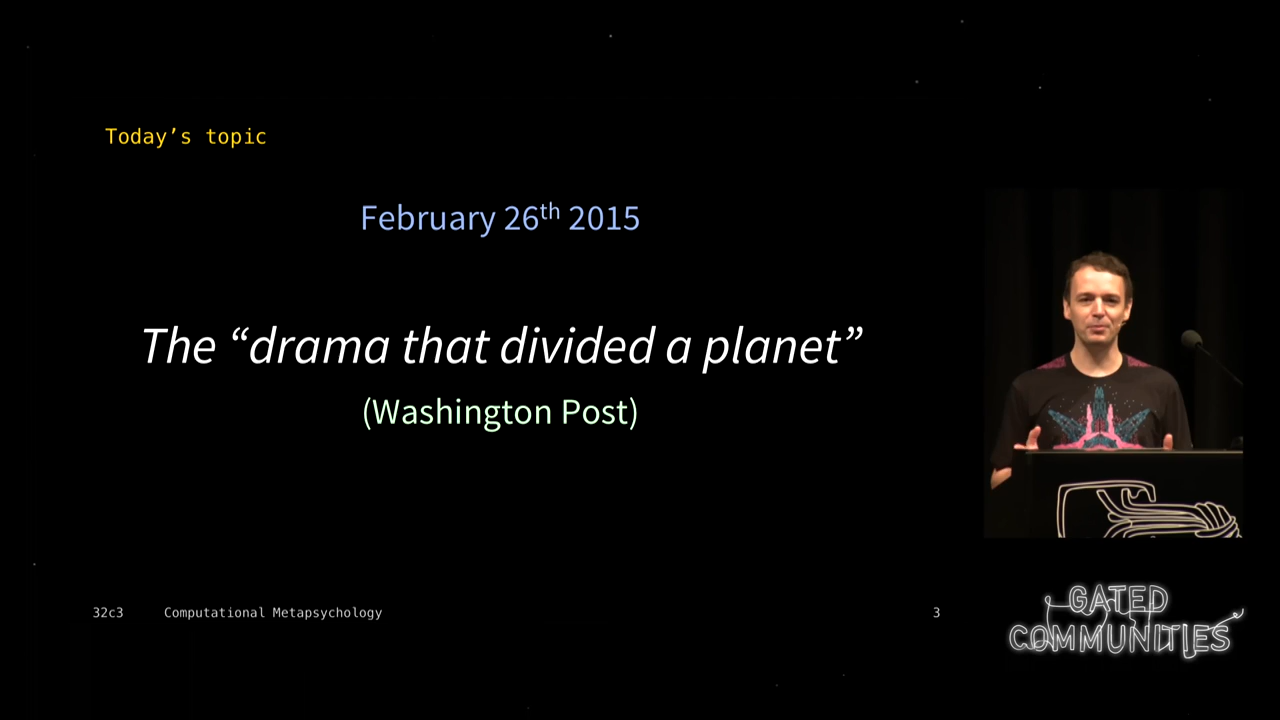 Today’s topic
February 26th 2015
The “drama that divided a planet”
(Washington Post)
32c3 Computational Metapsychology 3
GATED
COMMUNITIES